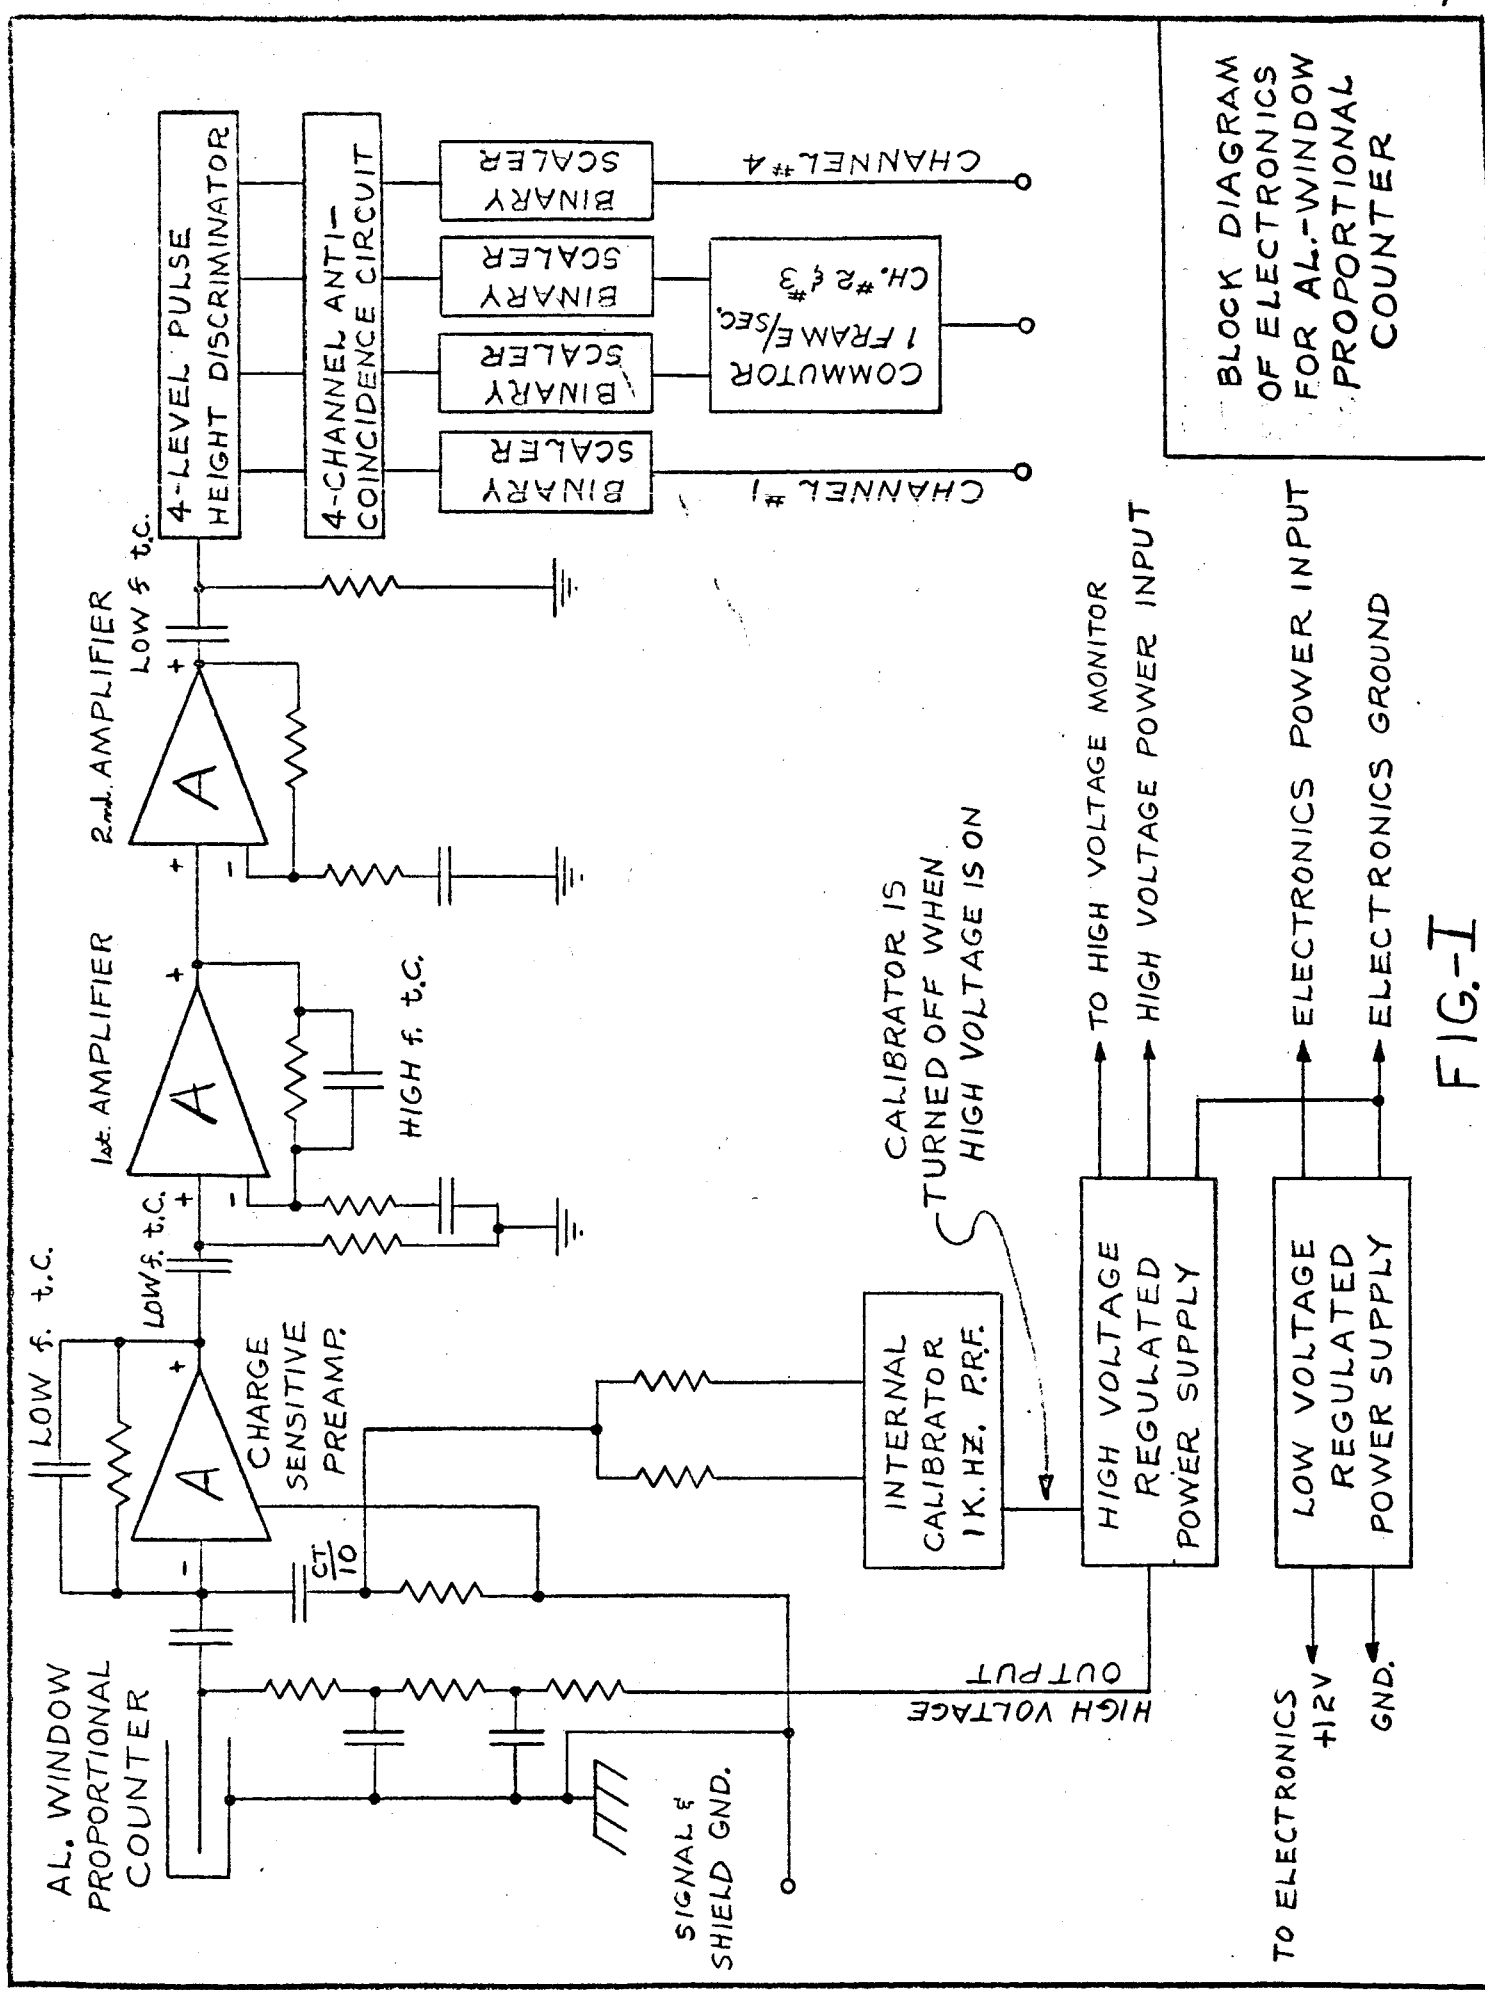 AL. WINDOW
PROPORTIONAL
COUNTER
LOW f. t.C.
-
A
+
CHARGE
SENSITIVE
PREAMP.
CT/10
LOW f. t.C.
1st. AMPLIFIER
+
-
A
+
HIGH f. t.C.
2nd. AMPLIFIER
+
-
A
+
LOW f t.C.
4-LEVEL PULSE
HEIGHT DISCRIMINATOR
4-CHANNEL ANTI-
COINCIDENCE CIRCUIT
BINARY
SCALER
BINARY
SCALER
BINARY
SCALER
BINARY
SCALER
CHANNEL #1
COMMUTOR
1 FRAME/SEC.
CH. #2 & #3
CHANNEL #4
SIGNAL &
SHIELD GND.
HIGH VOLTAGE
OUTPUT
INTERNAL
CALIBRATOR
1 K. HZ. P.R.F.
CALIBRATOR IS
TURNED OFF WHEN
HIGH VOLTAGE IS ON
HIGH VOLTAGE
REGULATED
POWER SUPPLY
TO HIGH VOLTAGE MONITOR
HIGH VOLTAGE POWER INPUT
TO ELECTRONICS
+12V
GND.
LOW VOLTAGE
REGULATED
POWER SUPPLY
ELECTRONICS POWER INPUT
ELECTRONICS GROUND
BLOCK DIAGRAM
OF ELECTRONICS
FOR AL.-WINDOW
PROPORTIONAL
COUNTER
FIG.-I